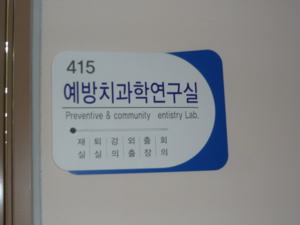 415
예방치과학연구실
Preventive & community entistry Lab.
재 퇴 강 외 출 회
실 실 의 출 장 의